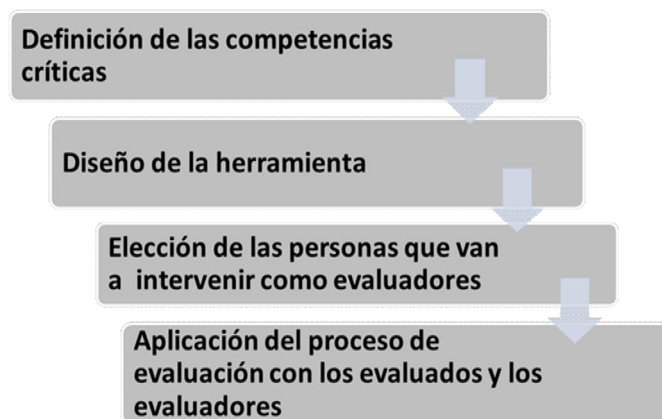 Definición de las competencias
críticas
Diseño de la herramienta
Elección de las personas que van
a intervenir como evaluadores
Aplicación del proceso de
evaluación con los evaluados y los
evaluadores